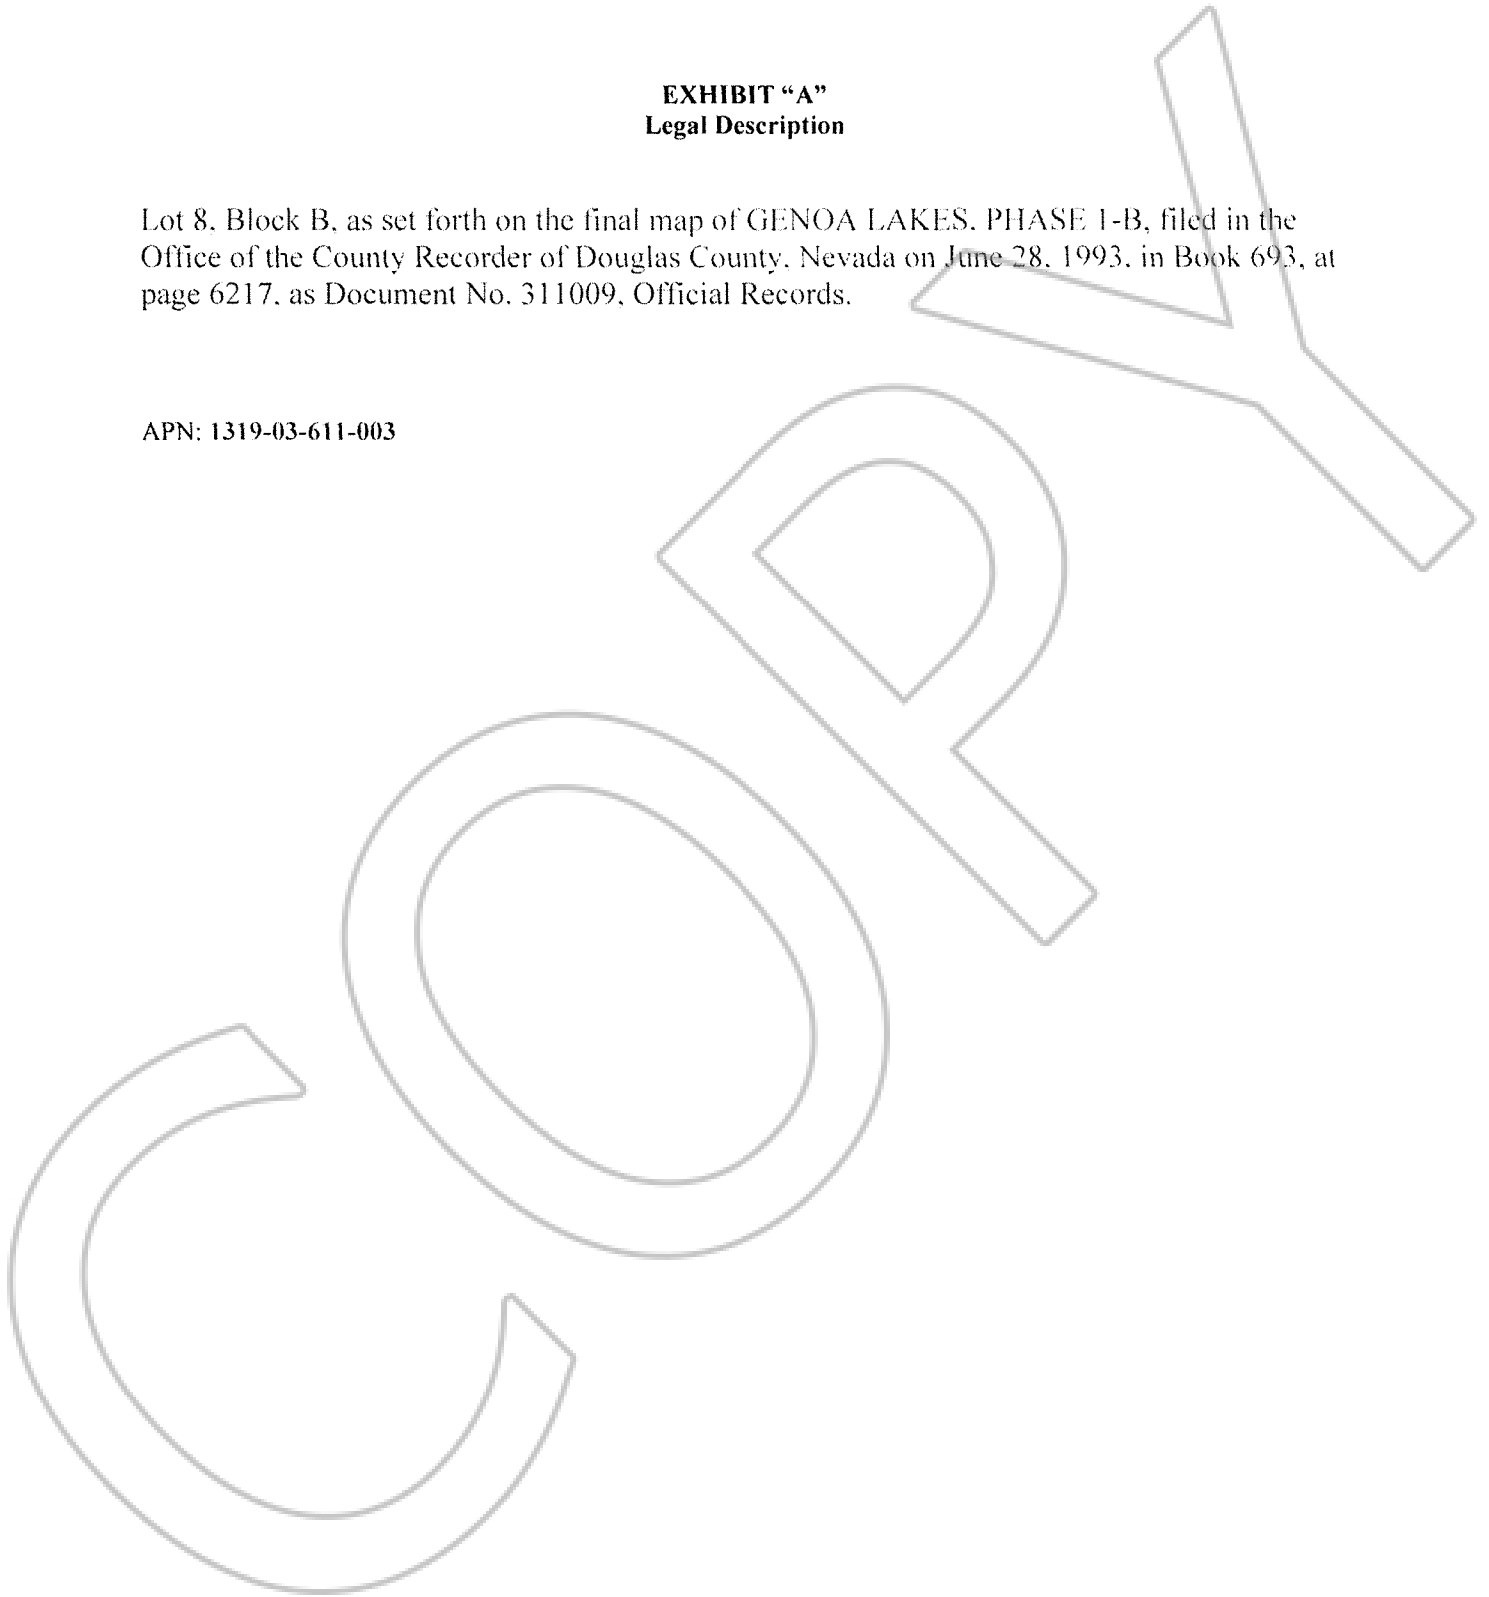 EXHIBIT “A”
Legal Description
Lot 8, Block B, as set forth on the final map of GENOA LAKES, PHASE 1-B, filed in the
Office of the County Recorder of Douglas County, Nevada on June 28, 1993, in Book 693, at
page 6217, as Document No. 311009, Official Records.
APN: 1319-03-611-003
COPY